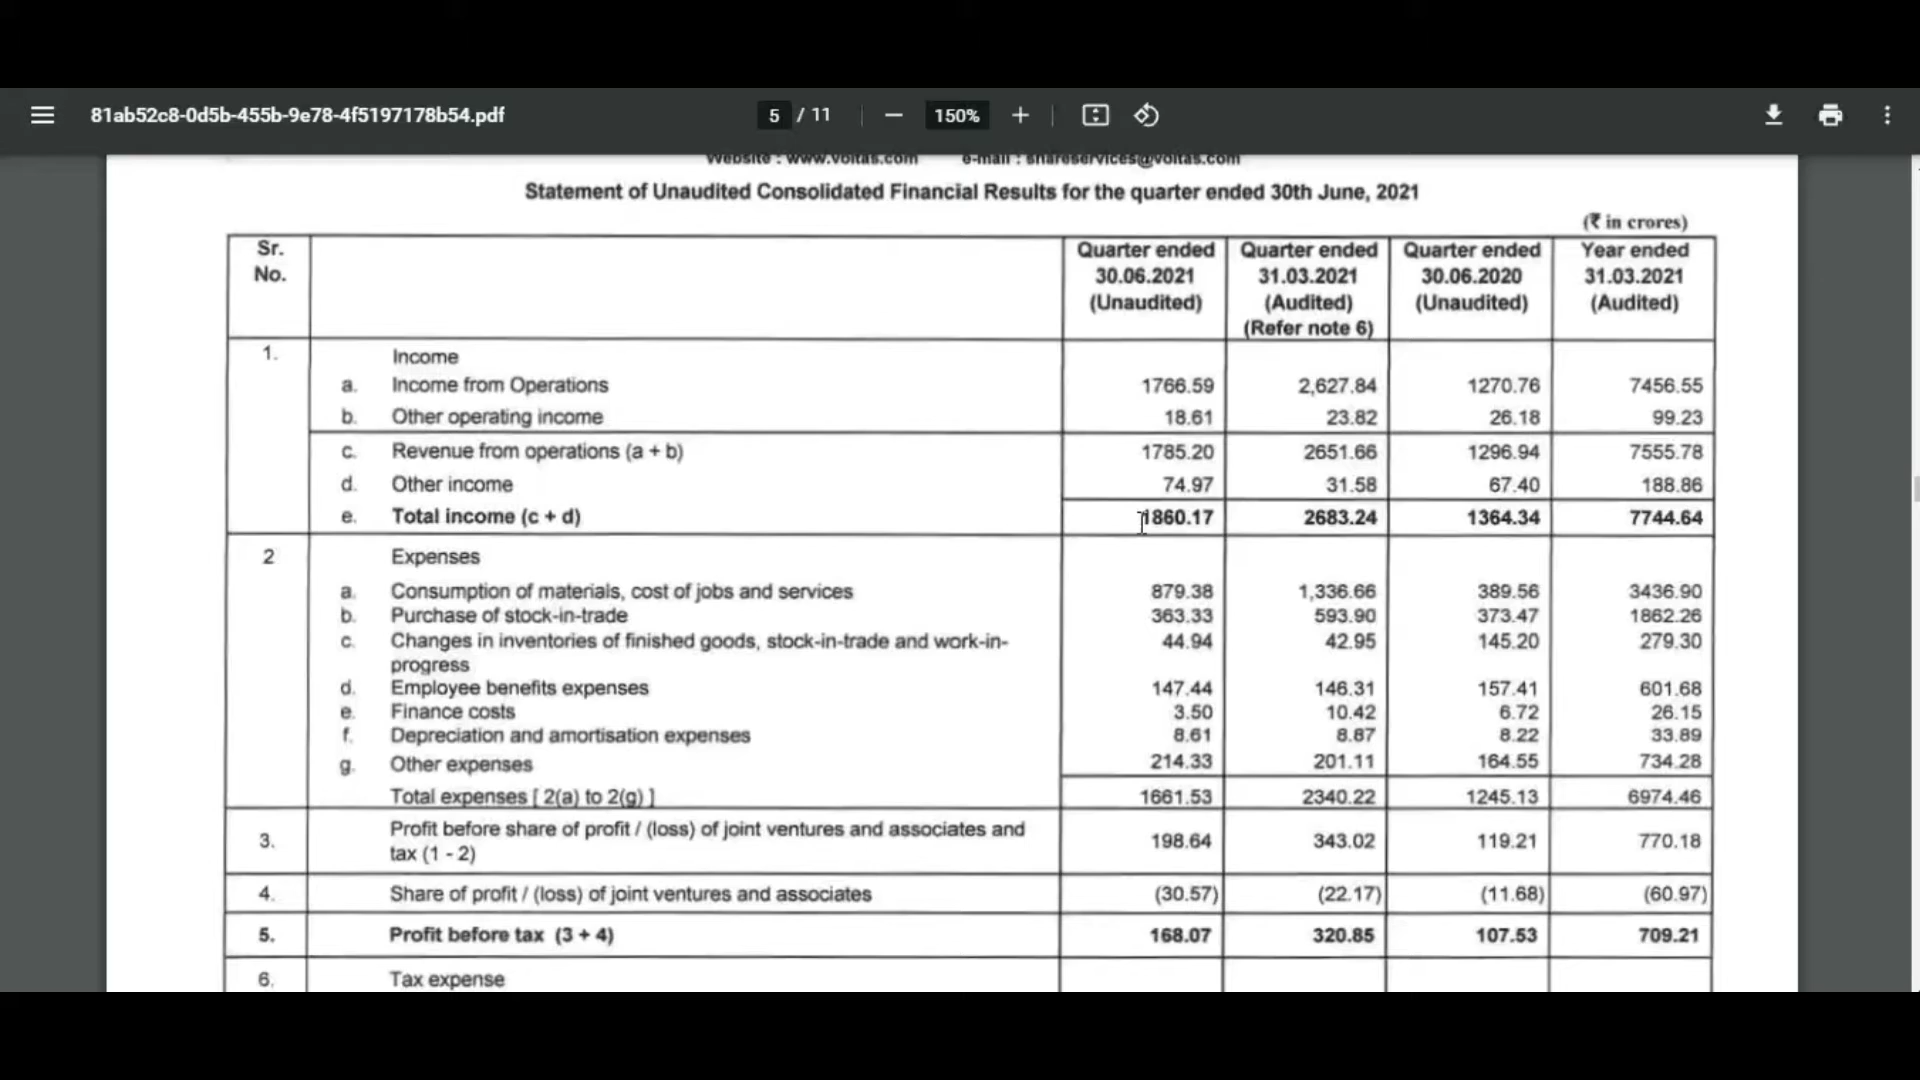 81ab52c8-0d5b-455b-9e78-4f5197178b54.pdf 5 / 11 150%
Website : www.voltas.com e-mail : shareservices@voltas.com
Statement of Unaudited Consolidated Financial Results for the quarter ended 30th June, 2021
(₹ in crores)
Sr. No. Quarter ended 30.06.2021 (Unaudited) Quarter ended 31.03.2021 (Audited) (Refer note 6) Quarter ended 30.06.2020 (Unaudited) Year ended 31.03.2021 (Audited)
1. Income
a. Income from Operations 1766.59 2,627.84 1270.76 7456.55
b. Other operating income 18.61 23.82 26.18 99.23
c. Revenue from operations (a + b) 1785.20 2651.66 1296.94 7555.78
d. Other income 74.97 31.58 67.40 188.86
e. Total income (c + d) 1860.17 2683.24 1364.34 7744.64
2 Expenses
a. Consumption of materials, cost of jobs and services 879.38 1,336.66 389.56 3436.90
b. Purchase of stock-in-trade 363.33 593.90 373.47 1862.26
c. Changes in inventories of finished goods, stock-in-trade and work-in- 44.94 42.95 145.20 279.30
progress
d. Employee benefits expenses 147.44 146.31 157.41 601.68
e. Finance costs 3.50 10.42 6.72 26.15
f. Depreciation and amortisation expenses 8.61 8.87 8.22 33.89
g. Other expenses 214.33 201.11 164.55 734.28
Total expenses [ 2(a) to 2(g) ] 1661.53 2340.22 1245.13 6974.46
3. Profit before share of profit / (loss) of joint ventures and associates and
tax (1 - 2) 198.64 343.02 119.21 770.18
4. Share of profit / (loss) of joint ventures and associates (30.57) (22.17) (11.68) (60.97)
5. Profit before tax (3 + 4) 168.07 320.85 107.53 709.21
6. Tax expense